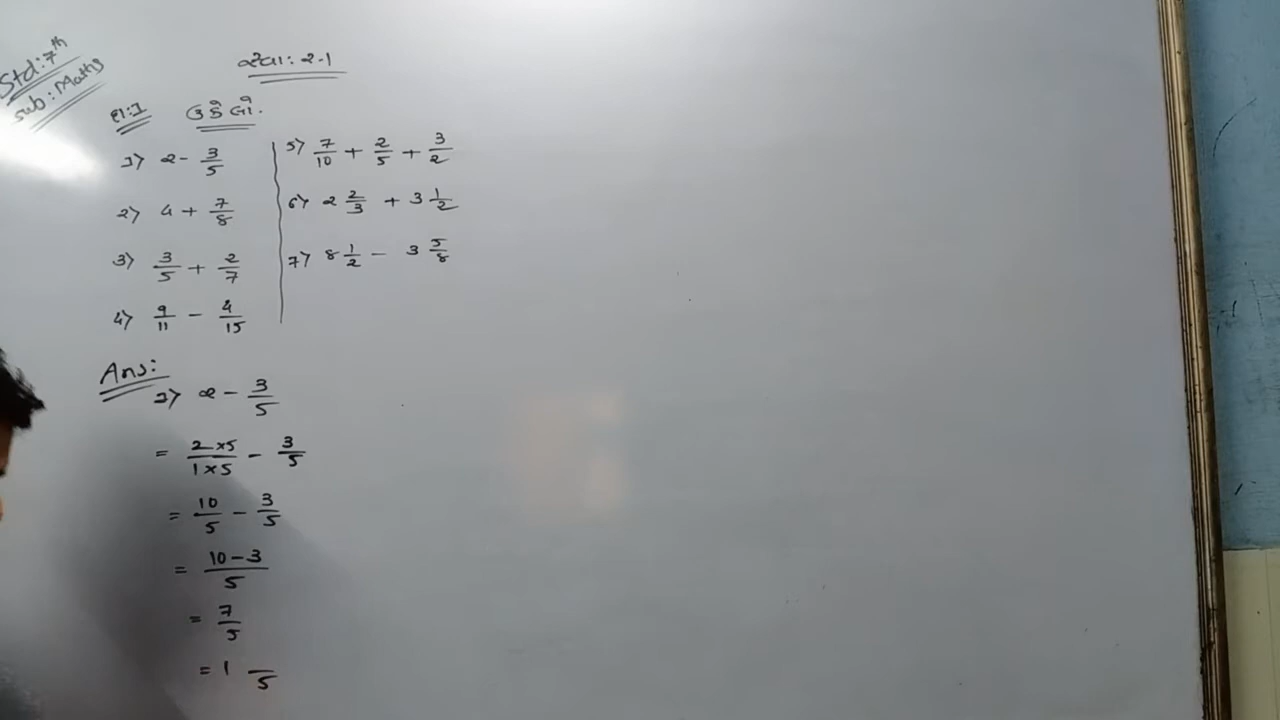 Std: 7th
Sub: Maths
સ્વા: ૨.1
દા:1 ઉકેલો.
1) ૨ - 3/5
2) 4 + 7/8
3) 3/5 + 2/7
4) 9/11 - 4/15
5) 7/10 + 2/5 + 3/2
6) 2 2/3 + 3 1/2
7) 8 1/2 - 3 5/8
Ans:
1) ૨ - 3/5
= 2×5/1×5 - 3/5
= 10/5 - 3/5
= 10-3/5
= 7/5
= 1 /5